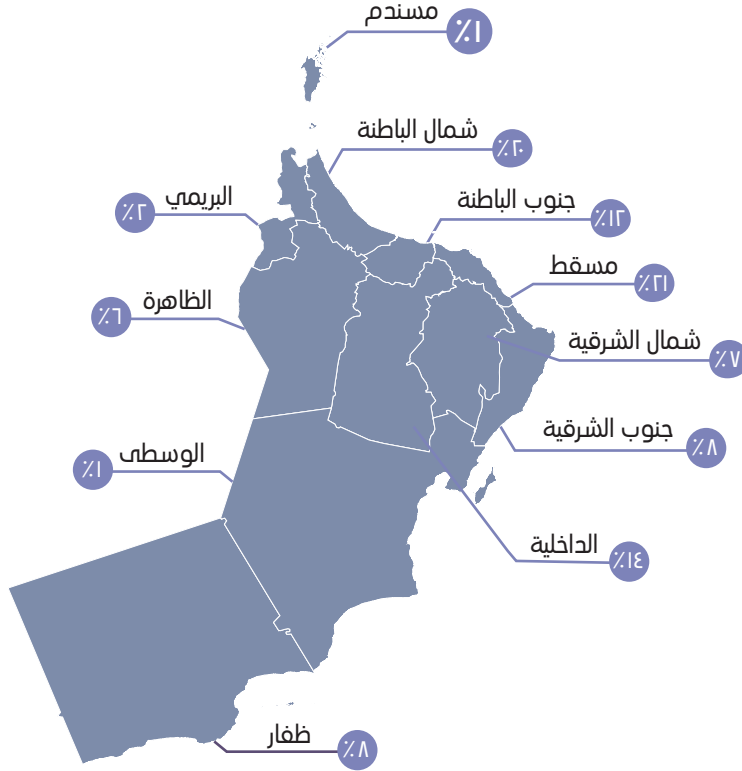 مسندم
٪١
شمال الباطنة
٪٢٠
البريمي
٪٢
جنوب الباطنة
٪١٢
مسقط
٪٢١
الظاهرة
٪٦
شمال الشرقية
٪٧
جنوب الشرقية
٪٨
الوسطى
٪١
الداخلية
٪١٤
ظفار
٪٨